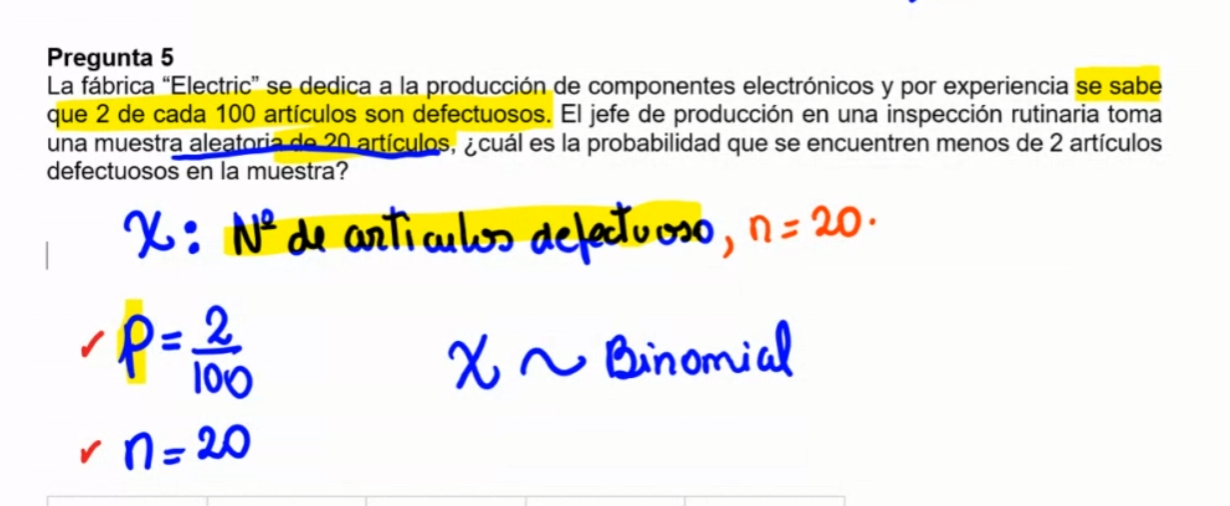 Pregunta 5
La fábrica “Electric” se dedica a la producción de componentes electrónicos y por experiencia se sabe
que 2 de cada 100 artículos son defectuosos. El jefe de producción en una inspección rutinaria toma
una muestra aleatoria de 20 artículos, ¿cuál es la probabilidad que se encuentren menos de 2 artículos
defectuosos en la muestra?
X: Nº de articulos defectuoso, n = 20.
✓ p = 2/100
X ~ Binomial
✓ n = 20